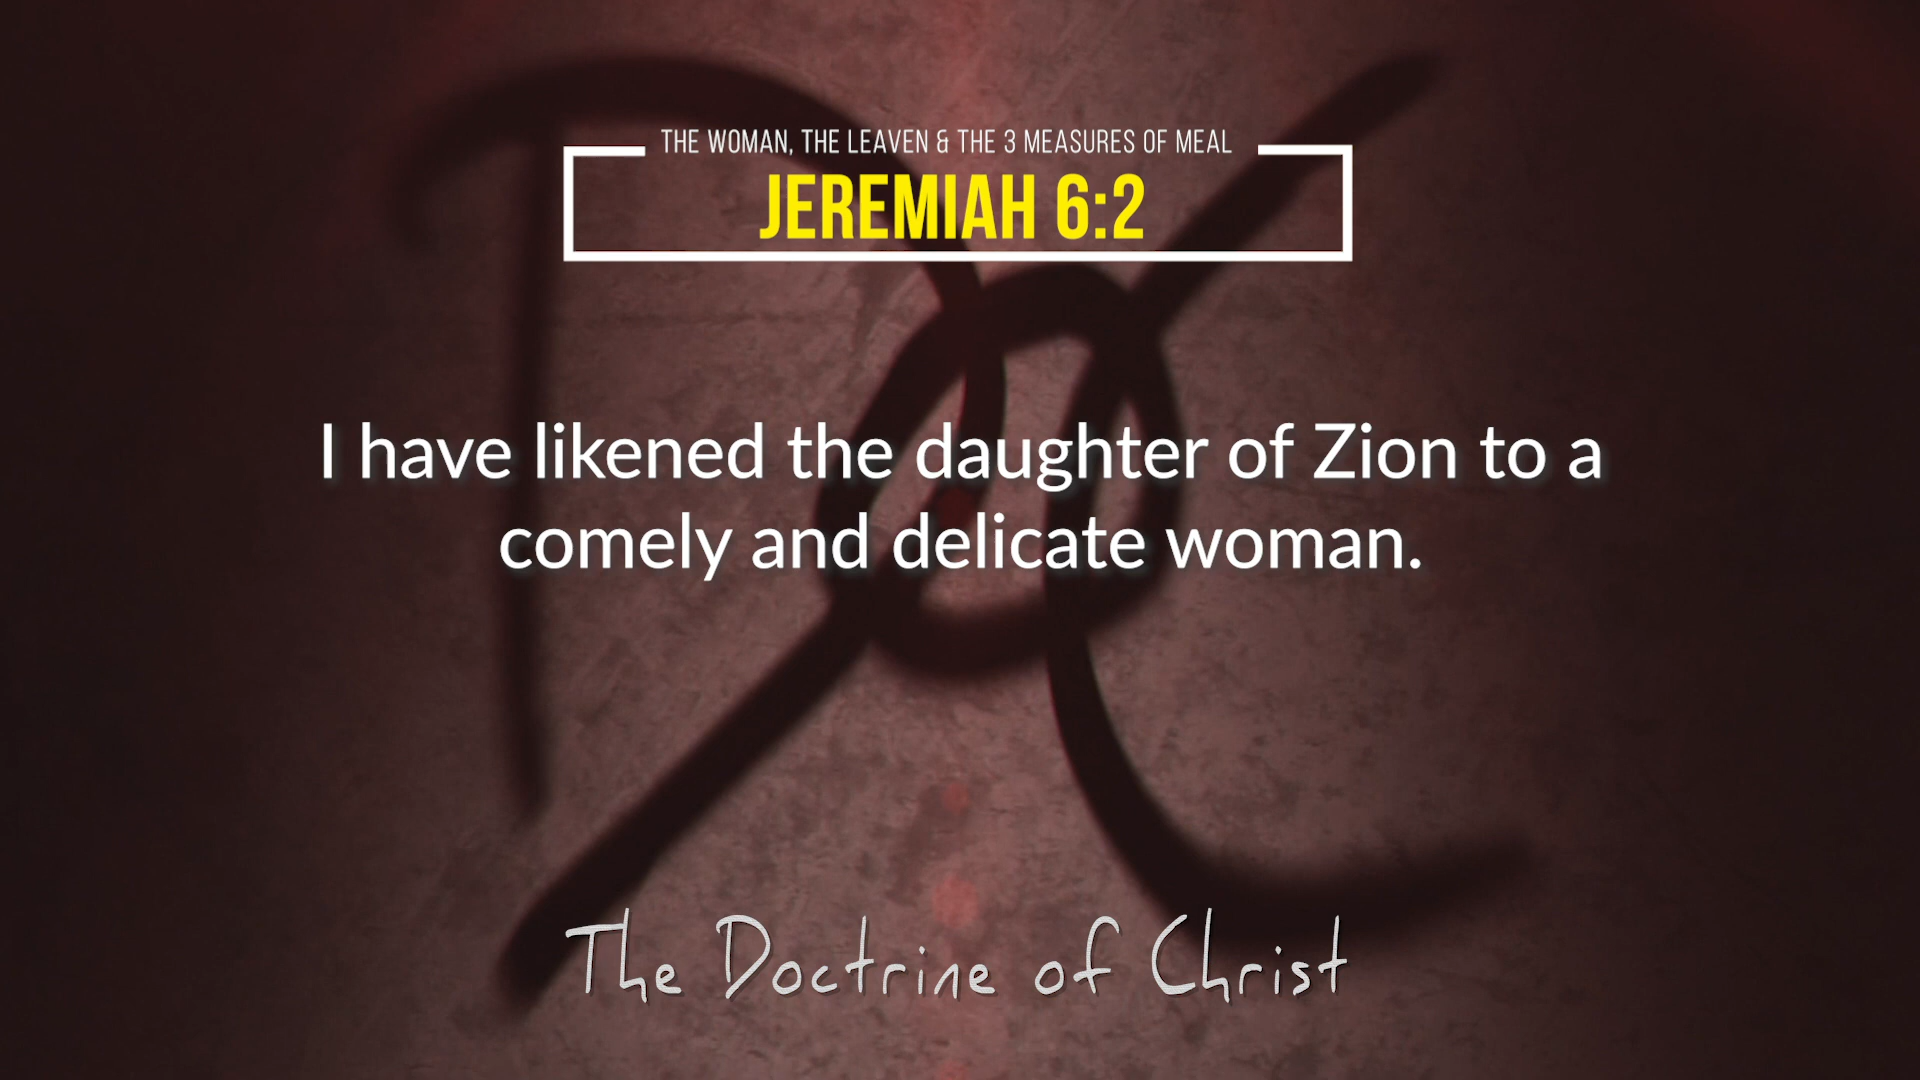 THE WOMAN, THE LEAVEN & THE 3 MEASURES OF MEAL
JEREMIAH 6:2
I have likened the daughter of Zion to a
comely and delicate woman.
The Doctrine of Christ